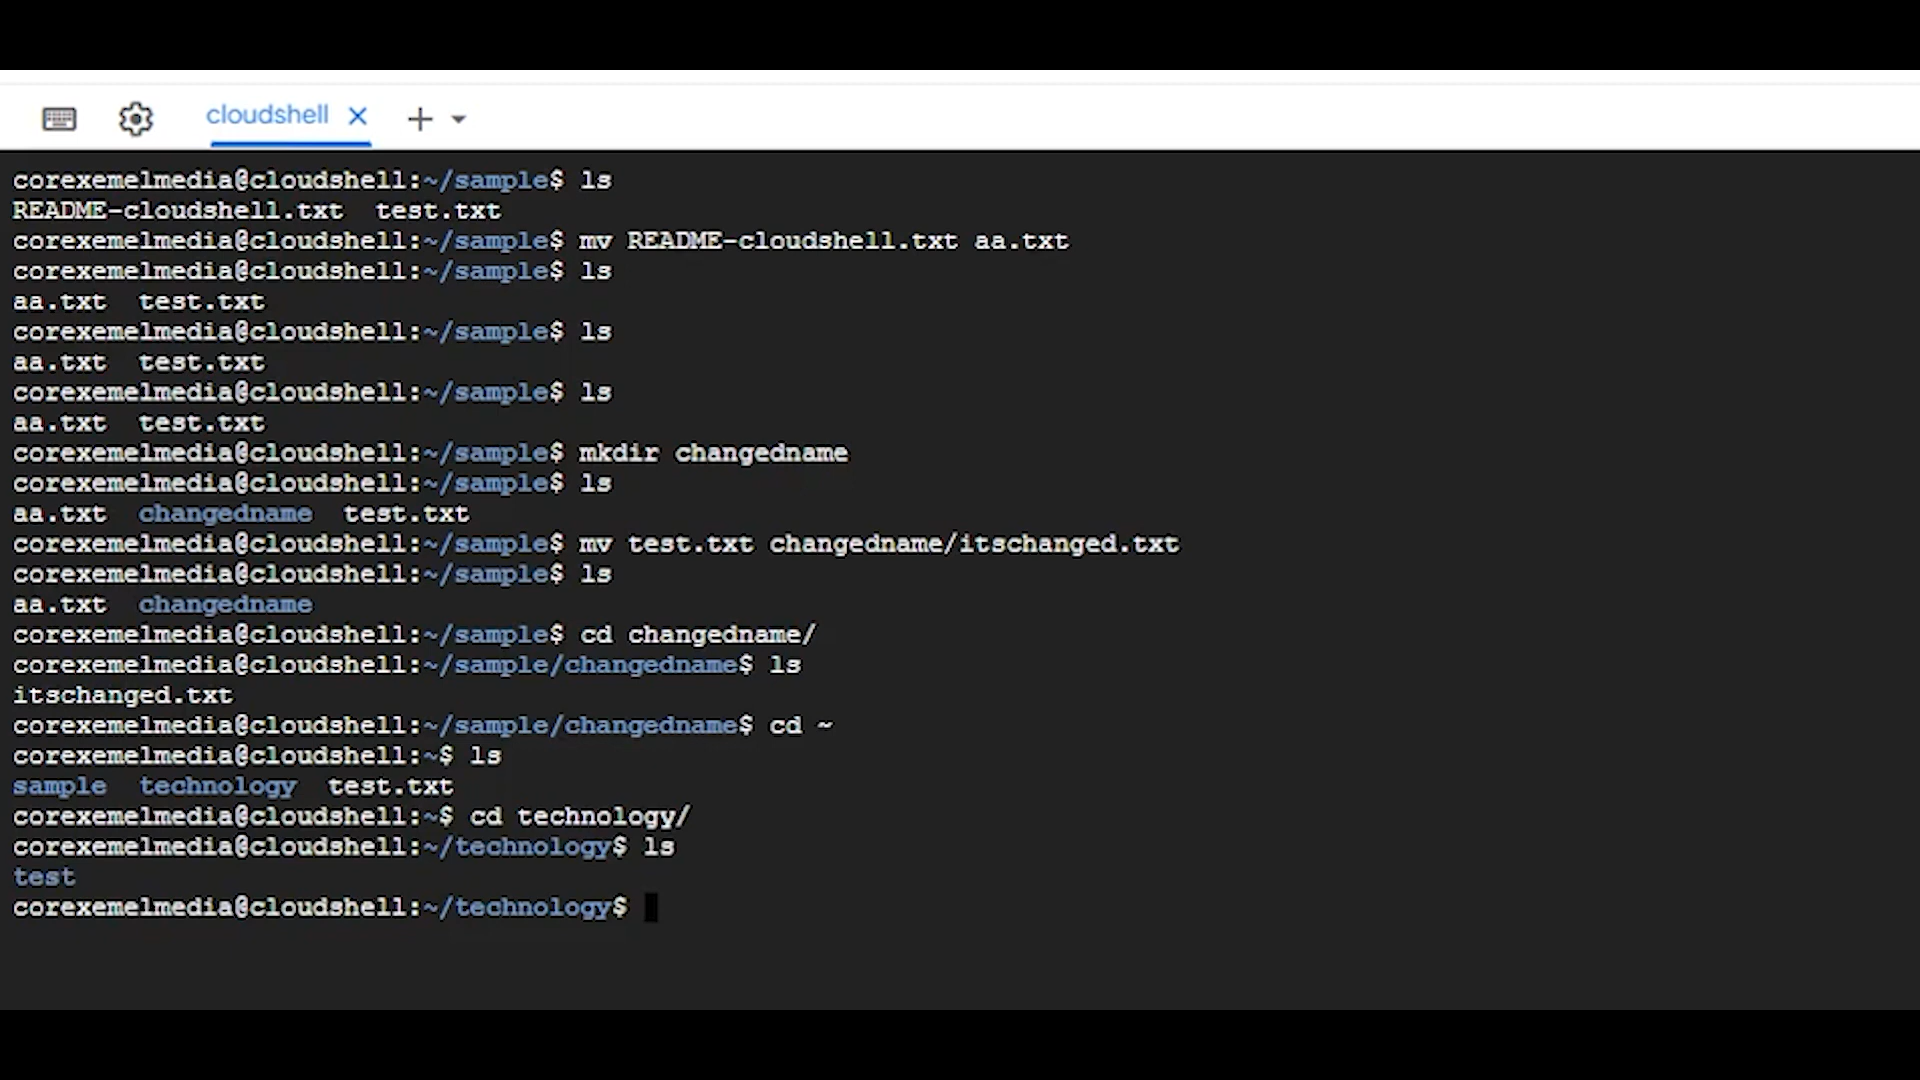 cloudshell
corexemelmedia@cloudshell:~/sample$ ls
README-cloudshell.txt  test.txt
corexemelmedia@cloudshell:~/sample$ mv README-cloudshell.txt aa.txt
corexemelmedia@cloudshell:~/sample$ ls
aa.txt  test.txt
corexemelmedia@cloudshell:~/sample$ ls
aa.txt  test.txt
corexemelmedia@cloudshell:~/sample$ ls
aa.txt  test.txt
corexemelmedia@cloudshell:~/sample$ mkdir changedname
corexemelmedia@cloudshell:~/sample$ ls
aa.txt  changedname  test.txt
corexemelmedia@cloudshell:~/sample$ mv test.txt changedname/itschanged.txt
corexemelmedia@cloudshell:~/sample$ ls
aa.txt  changedname
corexemelmedia@cloudshell:~/sample$ cd changedname/
corexemelmedia@cloudshell:~/sample/changedname$ ls
itschanged.txt
corexemelmedia@cloudshell:~/sample/changedname$ cd ~
corexemelmedia@cloudshell:~$ ls
sample  technology  test.txt
corexemelmedia@cloudshell:~$ cd technology/
corexemelmedia@cloudshell:~/technology$ ls
test
corexemelmedia@cloudshell:~/technology$